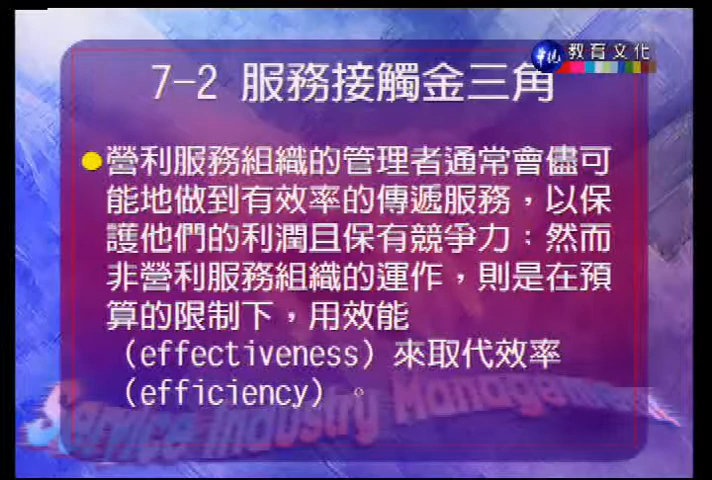 華視 教育文化
7-2 服務接觸金三角
營利服務組織的管理者通常會儘可
能地做到有效率的傳遞服務，以保
護他們的利潤且保有競爭力；然而
非營利服務組織的運作，則是在預
算的限制下，用效能
（effectiveness）來取代效率
（efficiency）。
Service Industry Management